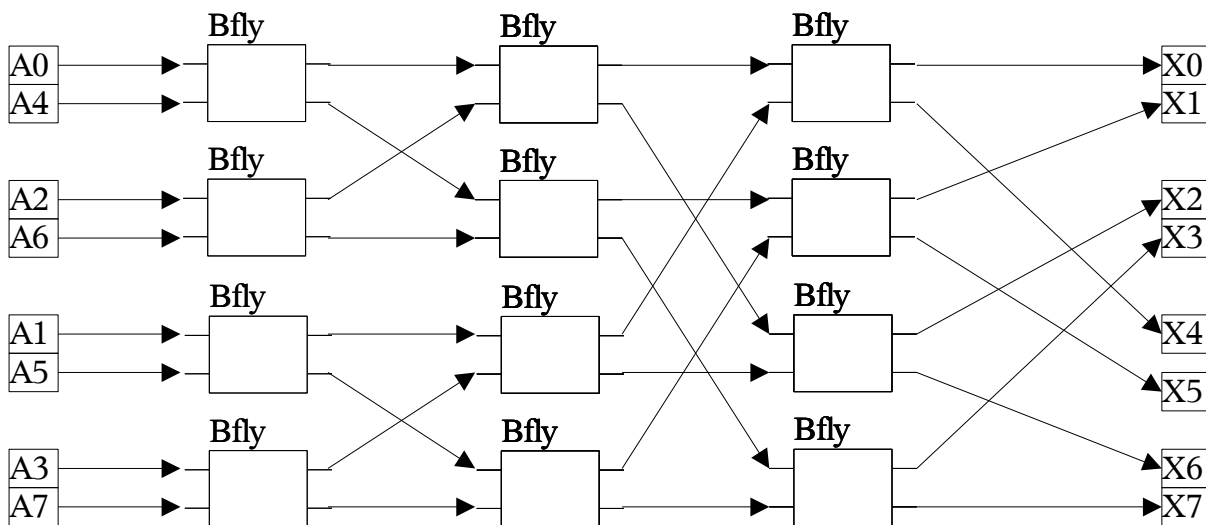 Bfly Bfly Bfly
A0 X0
A4 X1
Bfly Bfly Bfly
A2 X2
A6 X3
Bfly Bfly Bfly
A1 X4
A5 X5
Bfly Bfly Bfly
A3 X6
A7 X7